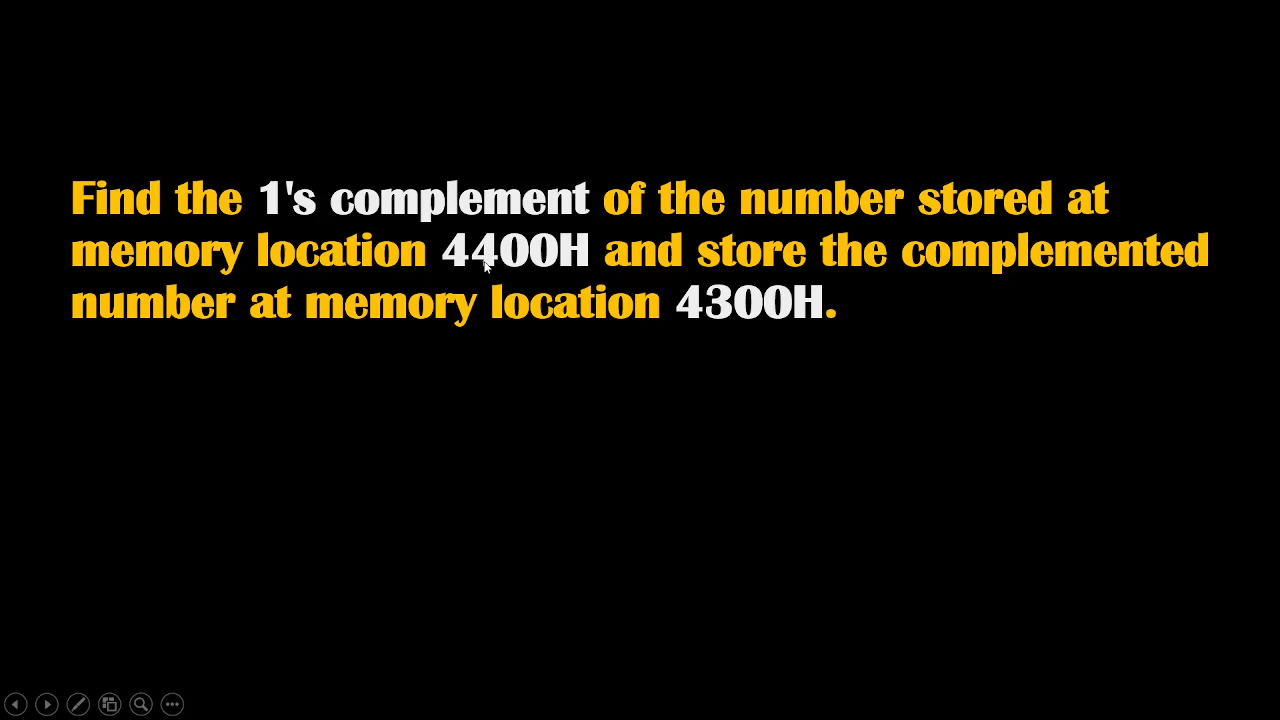 Find the 1's complement of the number stored at
memory location 4400H and store the complemented
number at memory location 4300H.